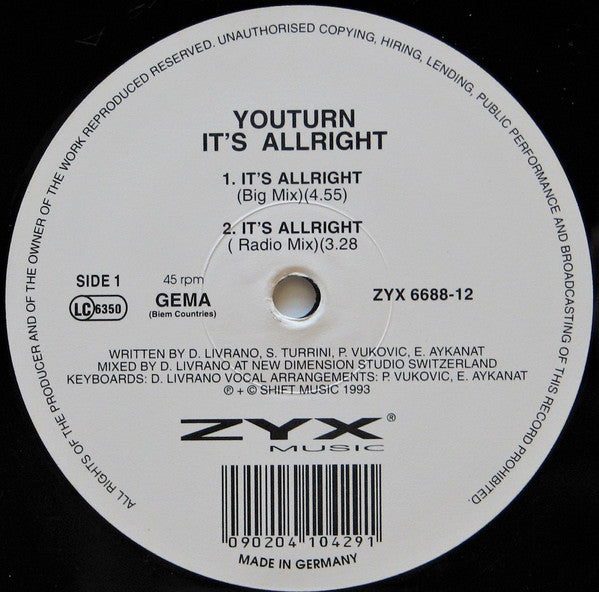 ALL RIGHTS OF THE PRODUCER AND OF THE OWNER OF THE WORK REPRODUCED RESERVED. UNAUTHORISED COPYING, HIRING, LENDING, PUBLIC PERFORMANCE AND BROADCASTING OF THIS RECORD PROHIBITED.
YOUTURN
IT'S ALLRIGHT
1. IT'S ALLRIGHT
(Big Mix)(4.55)
2. IT'S ALLRIGHT
( Radio Mix)(3.28
SIDE 1
45 rpm
LC 6350
GEMA
(Biem Countries)
ZYX 6688-12
WRITTEN BY D. LIVRANO, S. TURRINI, P. VUKOVIC, E. AYKANAT
MIXED BY D. LIVRANO AT NEW DIMENSION STUDIO SWITZERLAND
KEYBOARDS: D. LIVRANO VOCAL ARRANGEMENTS: P. VUKOVIC, E. AYKANAT
℗ + © SHIFT MUSIC 1993
ZYX®
MUSIC
090204 104291
MADE IN GERMANY